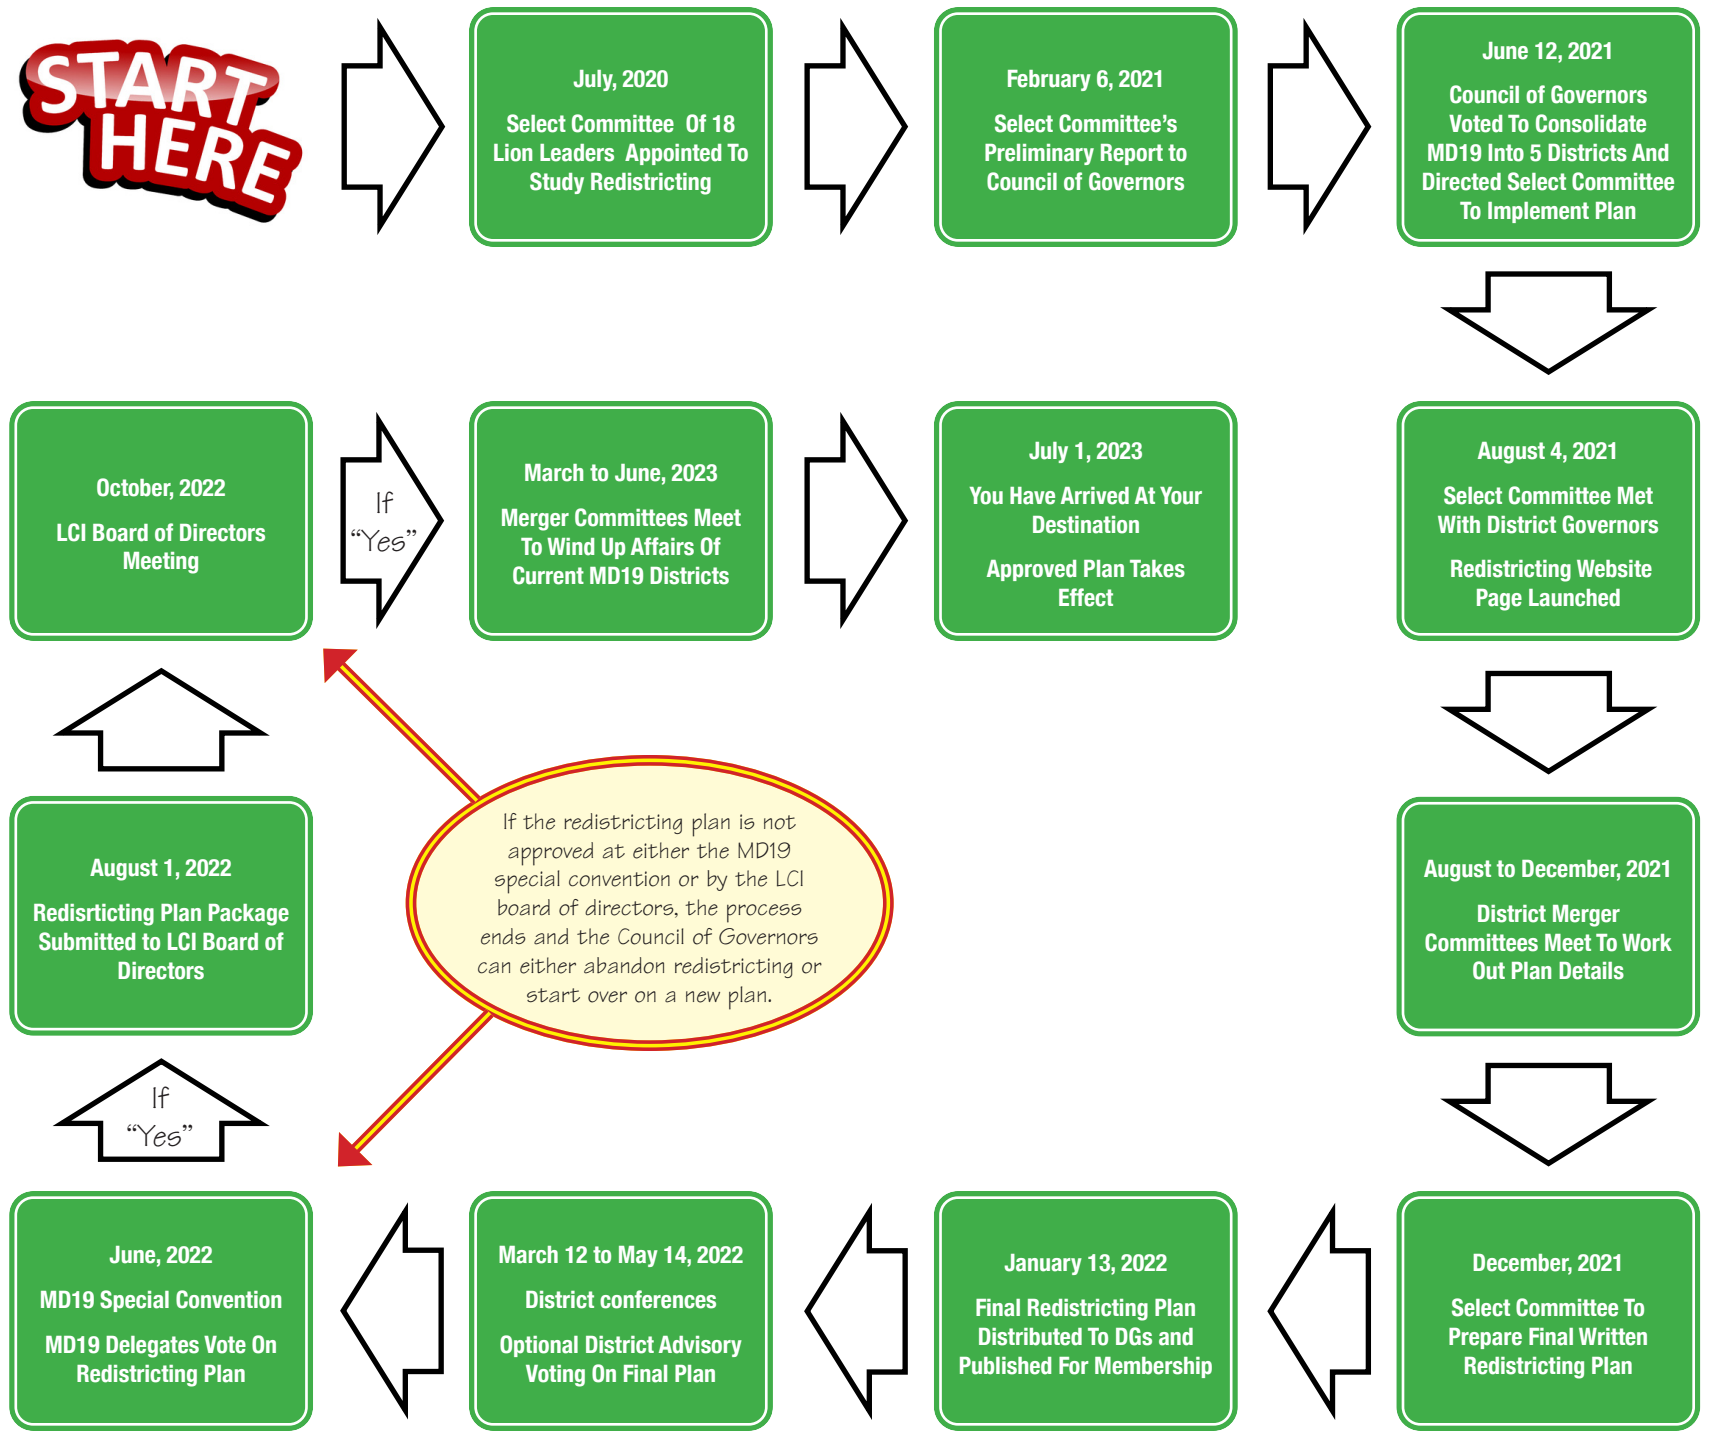 START
HERE
July, 2020
Select Committee Of 18
Lion Leaders Appointed To
Study Redistricting
February 6, 2021
Select Committee's
Preliminary Report to
Council of Governors
June 12, 2021
Council of Governors
Voted To Consolidate
MD19 Into 5 Districts And
Directed Select Committee
To Implement Plan
August 4, 2021
Select Committee Met
With District Governors
Redistricting Website
Page Launched
August to December, 2021
District Merger
Committees Meet To Work
Out Plan Details
December, 2021
Select Committee To
Prepare Final Written
Redistricting Plan
January 13, 2022
Final Redistricting Plan
Distributed To DGs and
Published For Membership
March 12 to May 14, 2022
District conferences
Optional District Advisory
Voting On Final Plan
June, 2022
MD19 Special Convention
MD19 Delegates Vote On
Redistricting Plan
If
“Yes”
August 1, 2022
Redisrticting Plan Package
Submitted to LCI Board of
Directors
October, 2022
LCI Board of Directors
Meeting
If
“Yes”
March to June, 2023
Merger Committees Meet
To Wind Up Affairs Of
Current MD19 Districts
July 1, 2023
You Have Arrived At Your
Destination
Approved Plan Takes
Effect
If the redistricting plan is not
approved at either the MD19
special convention or by the LCI
board of directors, the process
ends and the Council of Governors
can either abandon redistricting or
start over on a new plan.